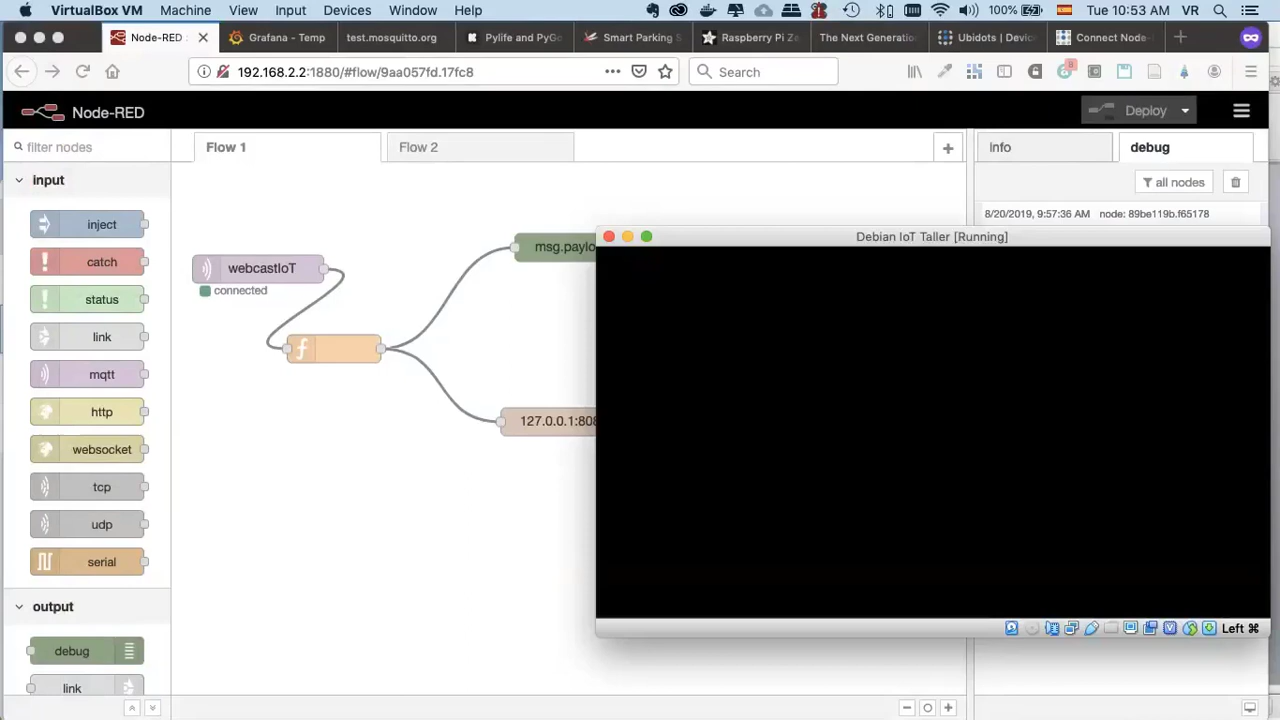 VirtualBox VM Machine Flow Input Devices Window Help 100% Tue 10:53 AM VR
Node-RED : Grafana - Temp test.mosquitto.org Pylife and PyGo Smart Parking S Raspberry Pi Ze The Next Generatio Ubidots | Devic Connect Node-
192.168.2.2:1880/#flow/9aa057fd.17fc8 Search 8
Node-RED Deploy
filter nodes Flow 1 Flow 2 info debug
input
all nodes
8/20/2019, 9:57:36 AM node: 89be119b.f65178
inject
Debian IoT Taller [Running]
msg.paylo
catch
webcastIoT
connected
status
link
mqtt
http
127.0.0.1:808
websocket
tcp
udp
serial
output
Left ⌘
debug
link